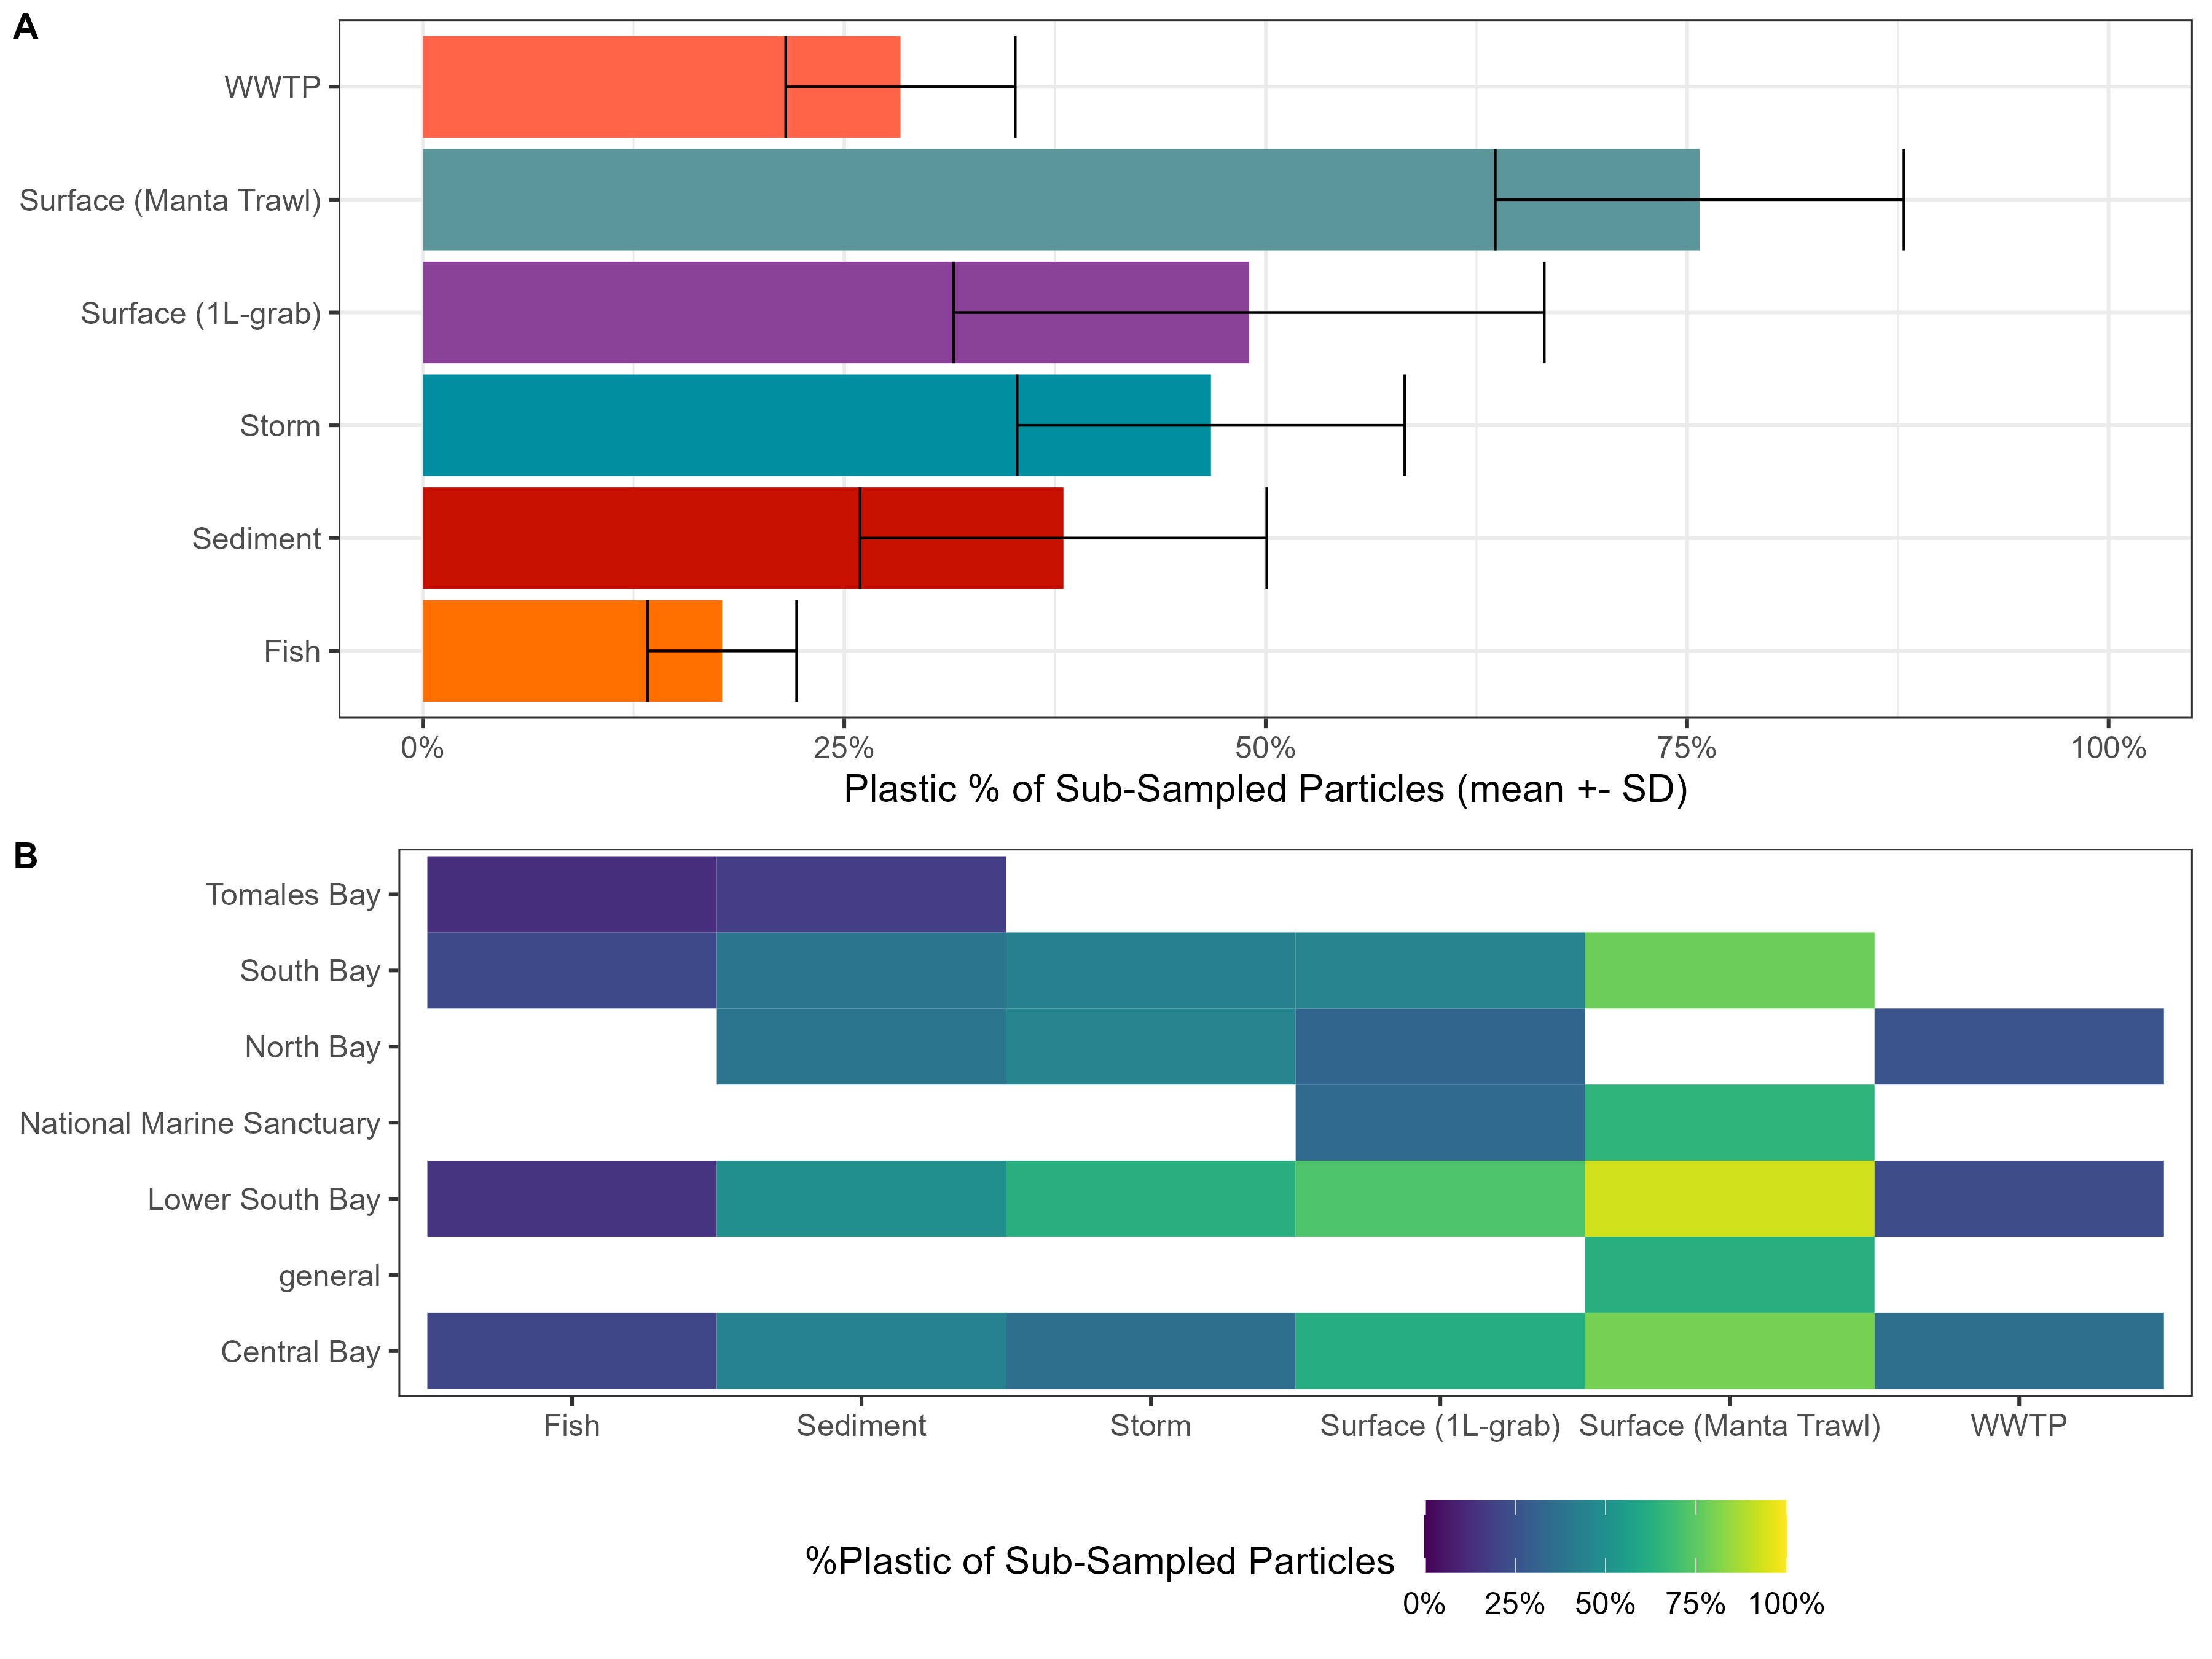 A
WWTP
Surface (Manta Trawl)
Surface (1L-grab)
Storm
Sediment
Fish
0% 25% 50% 75% 100%
Plastic % of Sub-Sampled Particles (mean +- SD)
B
Tomales Bay
South Bay
North Bay
National Marine Sanctuary
Lower South Bay
general
Central Bay
Fish Sediment Storm Surface (1L-grab) Surface (Manta Trawl) WWTP
%Plastic of Sub-Sampled Particles
0% 25% 50% 75% 100%